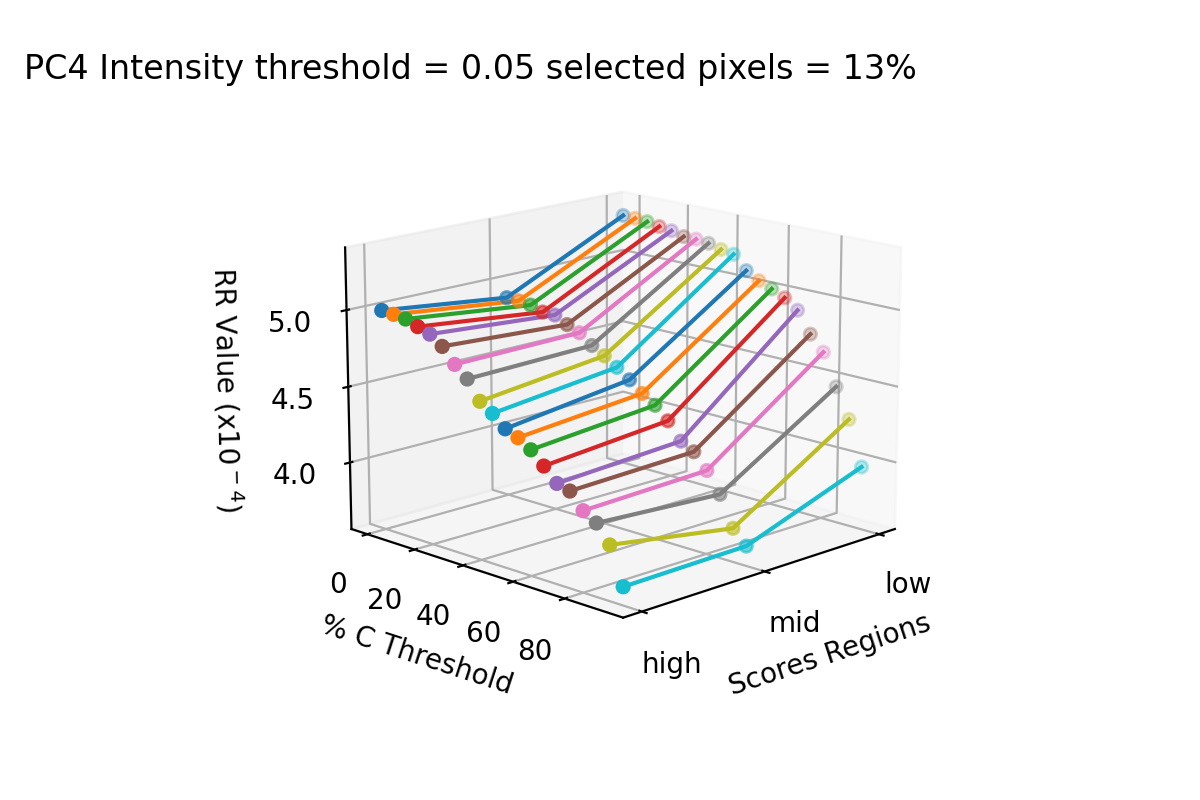 PC4 Intensity threshold = 0.05 selected pixels = 13%
RR Value (x10⁻⁴)
5.0
4.5
4.0
0
20
40
60
80
% C Threshold
high
mid
low
Scores Regions